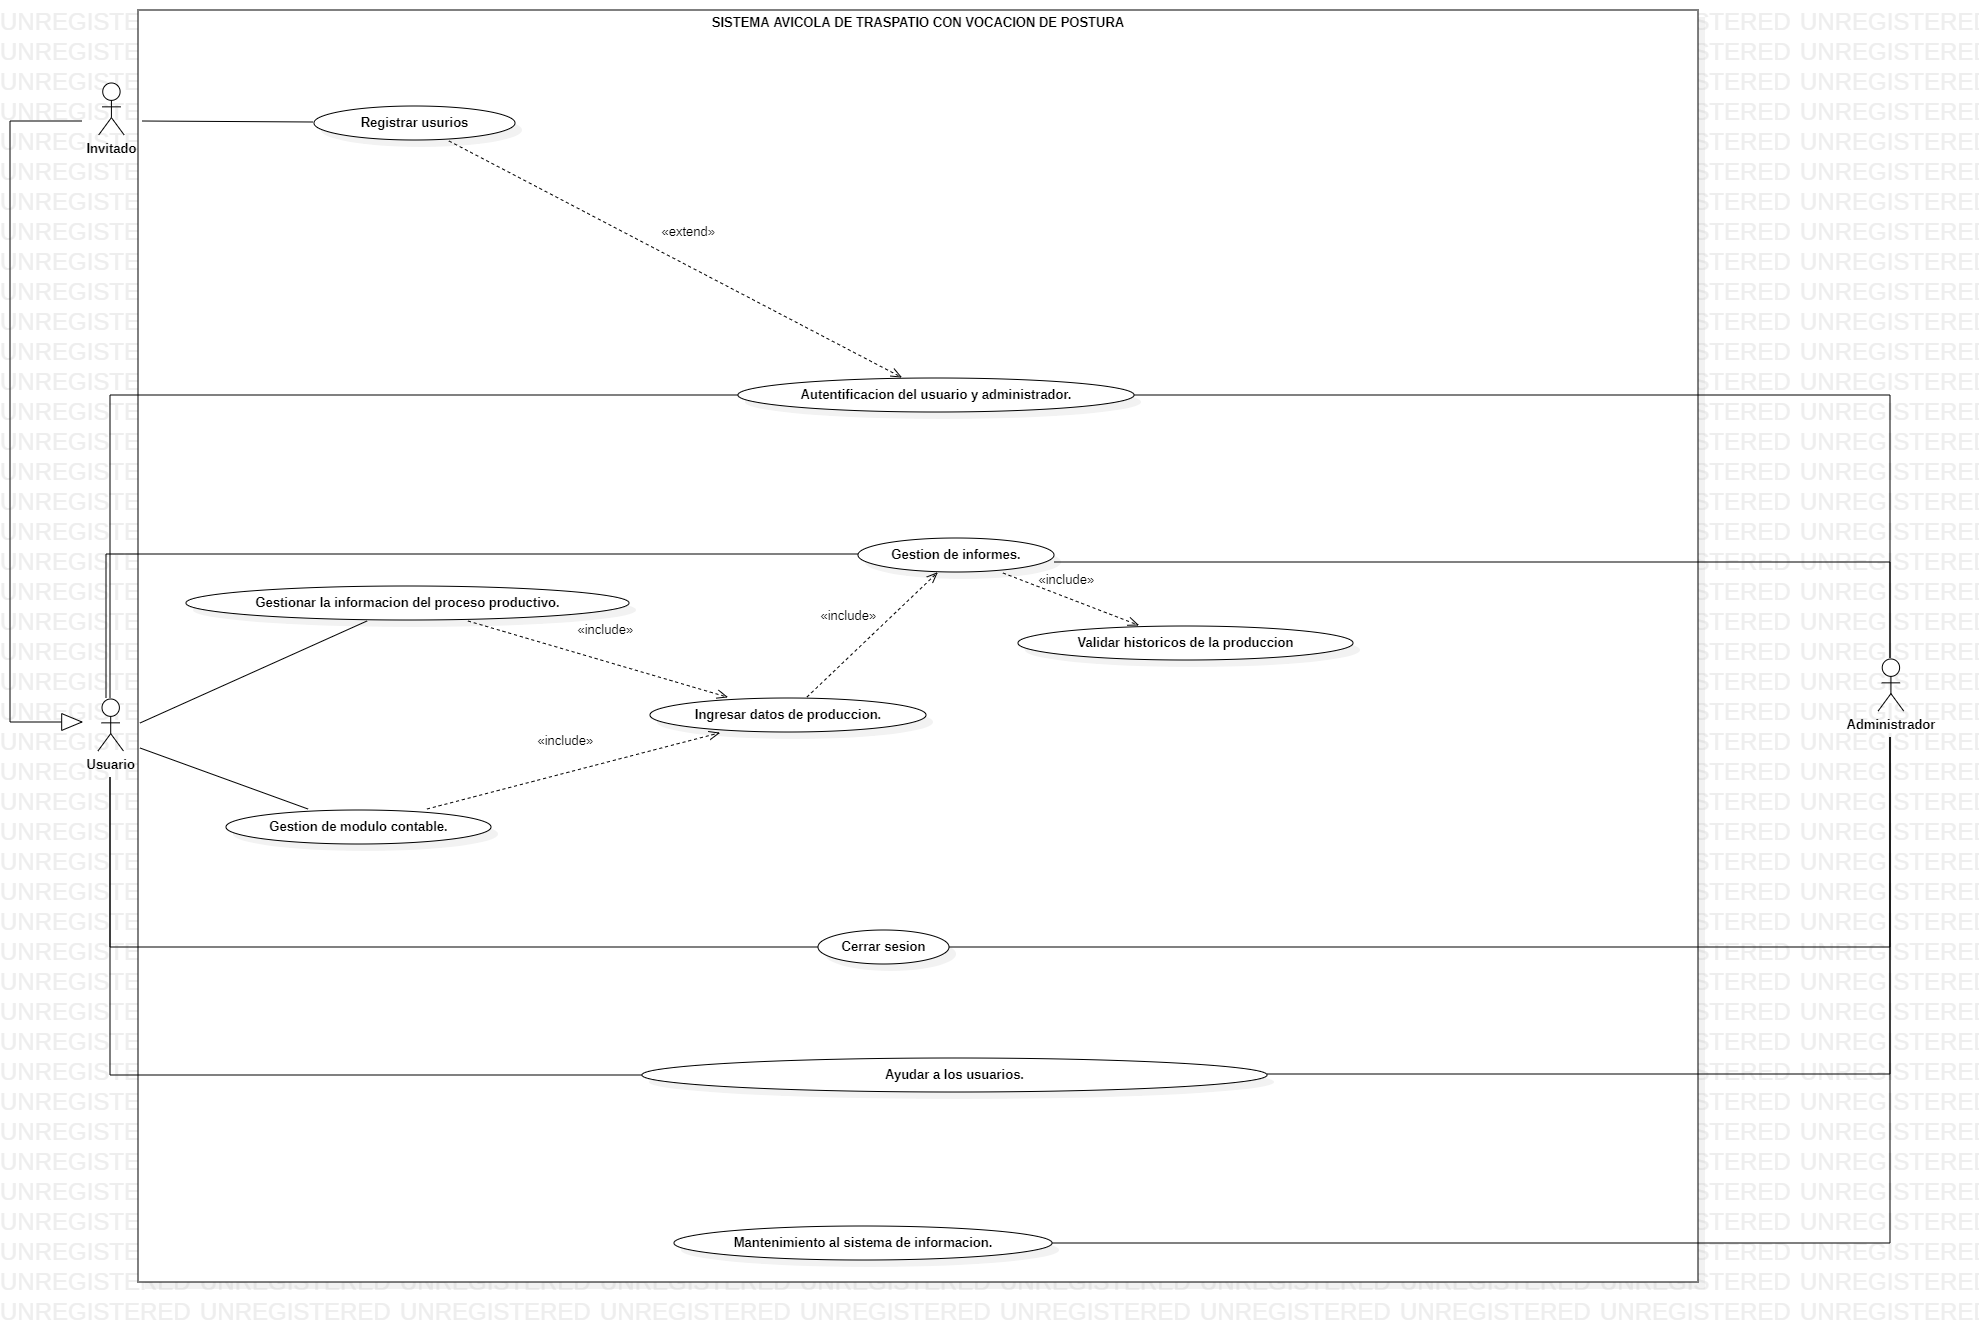 SISTEMA AVICOLA DE TRASPATIO CON VOCACION DE POSTURA
Invitado
Registrar usurios
«extend»
Autentificacion del usuario y administrador.
Gestion de informes.
«include»
Gestionar la informacion del proceso productivo.
«include»
«include»
Validar historicos de la produccion
Ingresar datos de produccion.
Administrador
«include»
Usuario
Gestion de modulo contable.
Cerrar sesion
Ayudar a los usuarios.
Mantenimiento al sistema de informacion.
UNREGISTERED UNREGISTERED UNREGISTERED UNREGISTERED UNREGISTERED UNREGISTERED UNREGISTERED UNREGISTERED UNREGISTERED UNREGISTERED